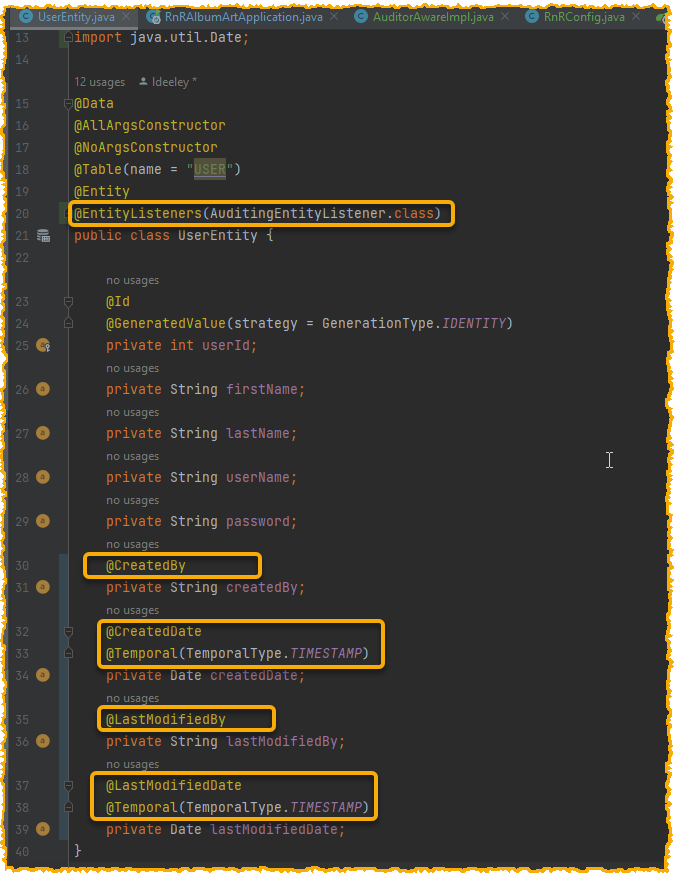 UserEntity.java × RnRAlbumArtApplication.java × AuditorAwareImpl.java × RnRConfig.java ×
13 import java.util.Date;
14
12 usages ldeeley *
15 @Data
16 @AllArgsConstructor
17 @NoArgsConstructor
18 @Table(name = "USER")
19 @Entity
20 @EntityListeners(AuditingEntityListener.class)
21 public class UserEntity {
22
no usages
23 @Id
24 @GeneratedValue(strategy = GenerationType.IDENTITY)
25 private int userId;
no usages
26 private String firstName;
no usages
27 private String lastName;
no usages
28 private String userName;
no usages
29 private String password;
no usages
30 @CreatedBy
31 private String createdBy;
no usages
32 @CreatedDate
33 @Temporal(TemporalType.TIMESTAMP)
34 private Date createdDate;
no usages
35 @LastModifiedBy
36 private String lastModifiedBy;
no usages
37 @LastModifiedDate
38 @Temporal(TemporalType.TIMESTAMP)
39 private Date lastModifiedDate;
40 }